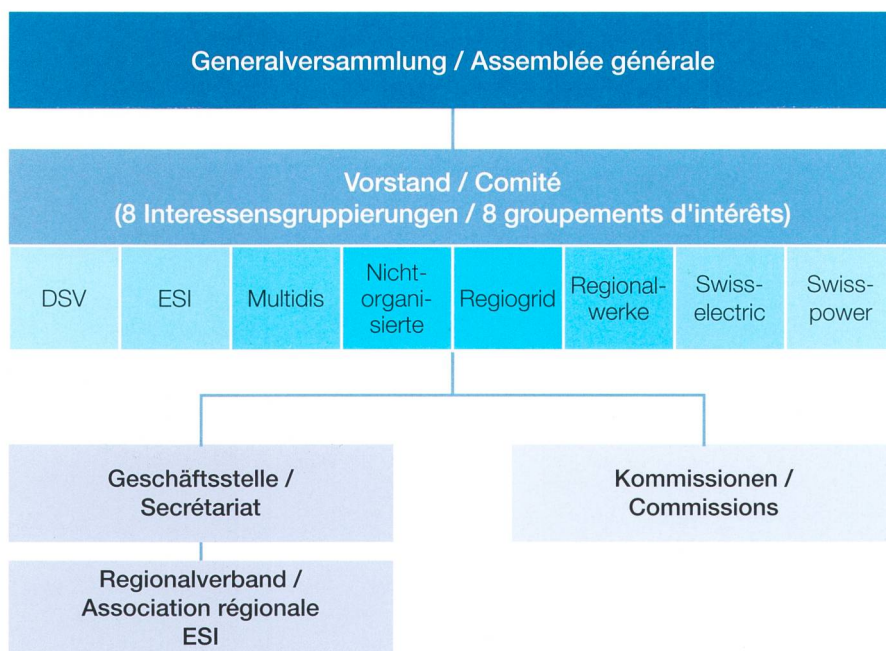 Generalversammlung / Assemblée générale
Vorstand / Comité
(8 Interessensgruppierungen / 8 groupements d'intérêts)
DSV
ESI
Multidis
Nicht-
organi-
sierte
Regiogrid
Regional-
werke
Swiss-
electric
Swiss-
power
Geschäftsstelle /
Secrétariat
Kommissionen /
Commissions
Regionalverband /
Association régionale
ESI